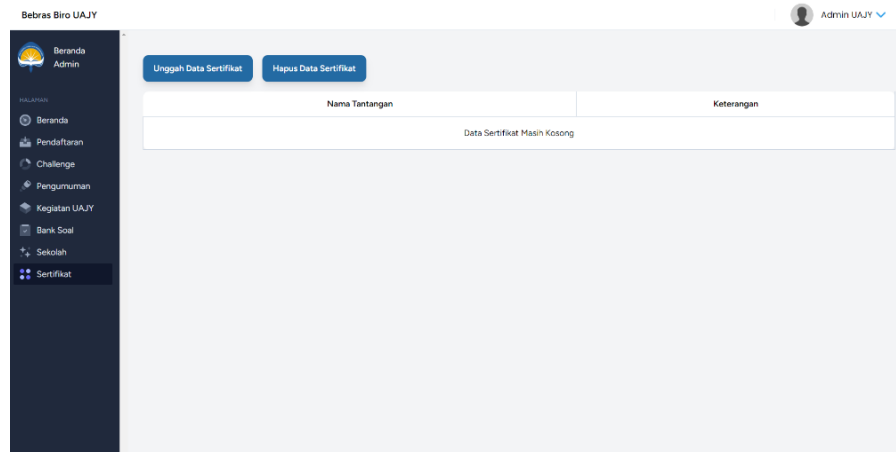 Bebras Biro UAJY
Admin UAJY
Beranda
Admin
HALAMAN
Beranda
Pendaftaran
Challenge
Pengumuman
Kegiatan UAJY
Bank Soal
Sekolah
Sertifikat
Unggah Data Sertifikat
Hapus Data Sertifikat
Nama Tantangan
Keterangan
Data Sertifikat Masih Kosong